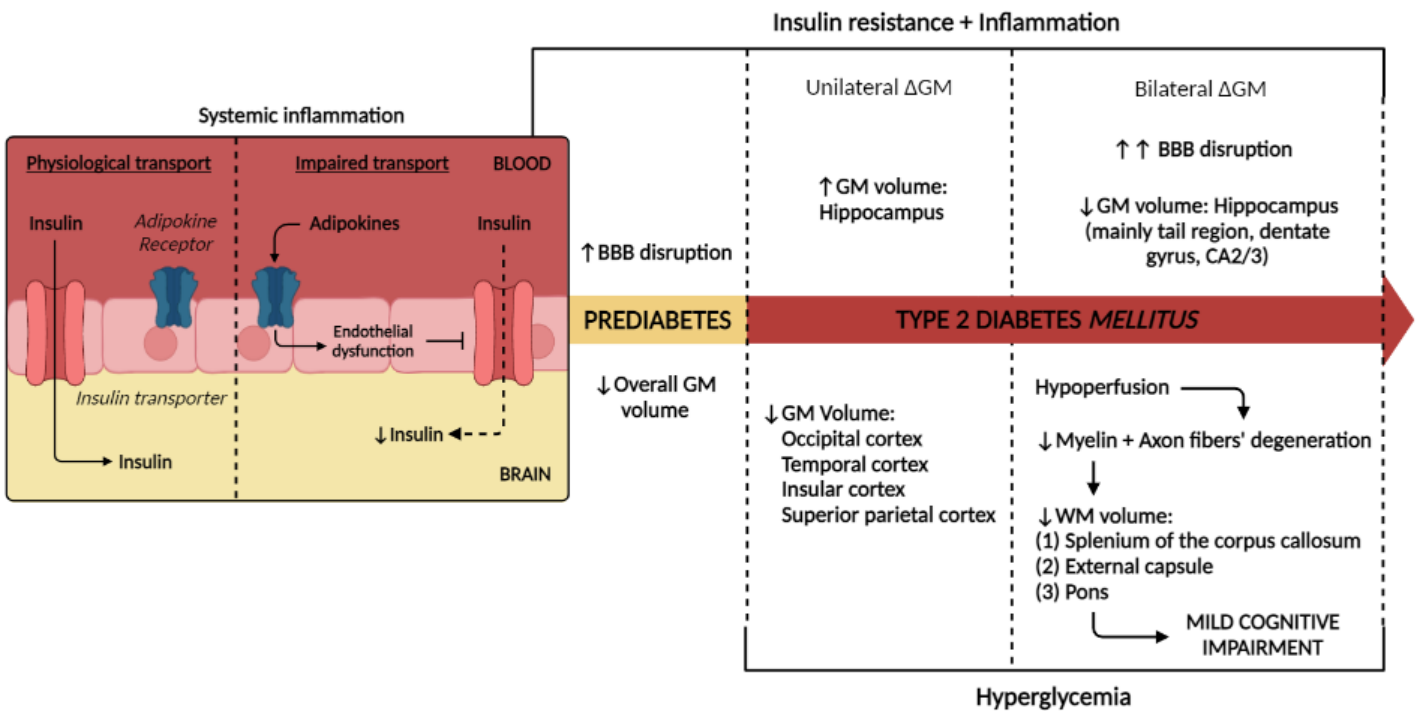 Insulin resistance + Inflammation
Systemic inflammation
Physiological transport
Impaired transport
BLOOD
Insulin
Adipokine
Receptor
Adipokines
Insulin
Endothelial
dysfunction
Insulin transporter
↓ Insulin
Insulin
BRAIN
↑ BBB disruption
PREDIABETES
↓ Overall GM
volume
Unilateral ΔGM
↑ GM volume:
Hippocampus
Bilateral ΔGM
↑ ↑ BBB disruption
↓ GM volume: Hippocampus
(mainly tail region, dentate
gyrus, CA2/3)
TYPE 2 DIABETES MELLITUS
↓ GM Volume:
Occipital cortex
Temporal cortex
Insular cortex
Superior parietal cortex
Hypoperfusion
↓ Myelin + Axon fibers' degeneration
↓ WM volume:
(1) Splenium of the corpus callosum
(2) External capsule
(3) Pons
MILD COGNITIVE
IMPAIRMENT
Hyperglycemia